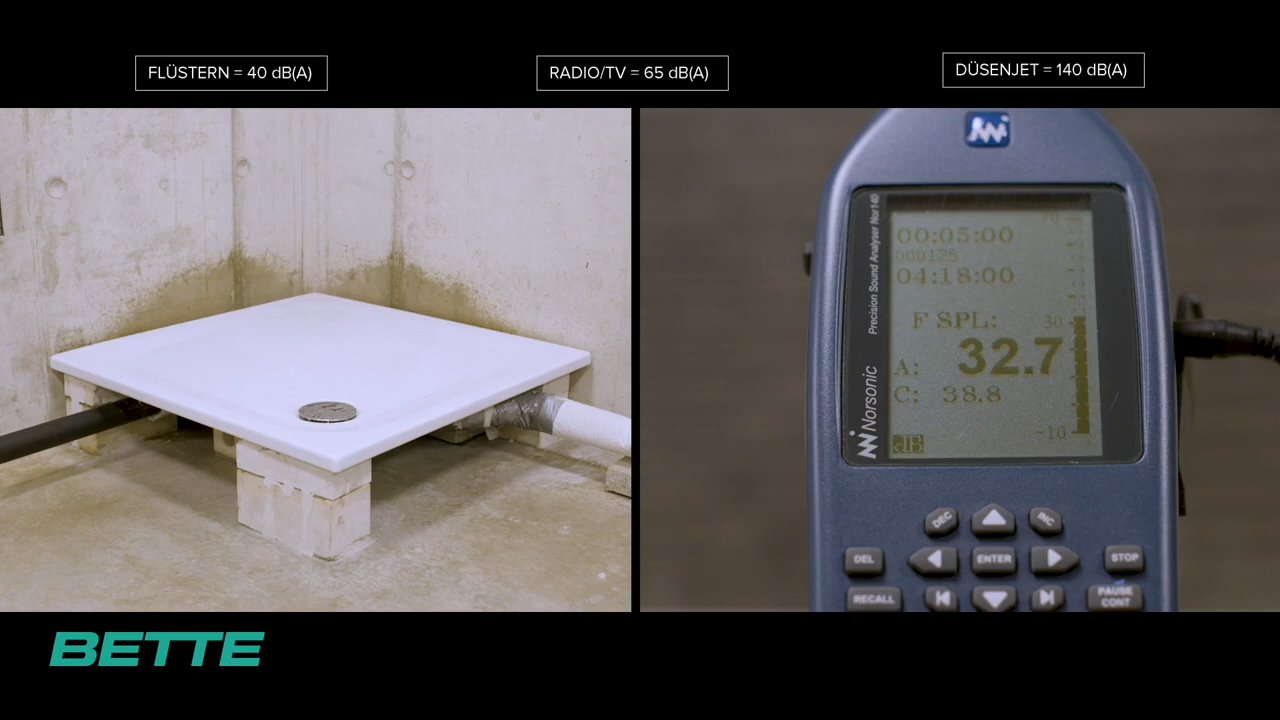 FLÜSTERN = 40 dB(A)
RADIO/TV = 65 dB(A)
DÜSENJET = 140 dB(A)
Norsonic Precision Sound Analyser Nor140
70
00:05:00
000125
04:18:00
F SPL: 30
A: 32.7
C: 38.8
dB -10
DEC
INC
DEL
ENTER
STOP
RECALL
PAUSE
CONT
BETTE